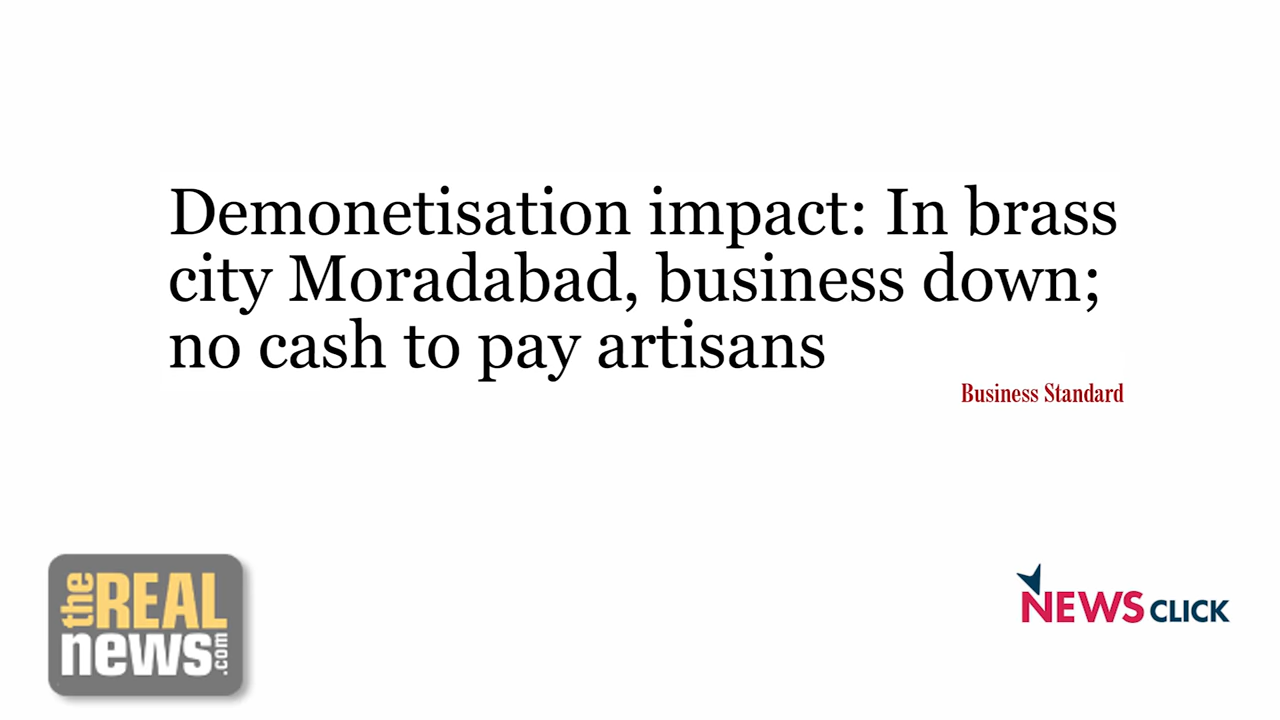 Demonetisation impact: In brass
city Moradabad, business down;
no cash to pay artisans
Business Standard
the REAL
news.com
NEWS CLICK